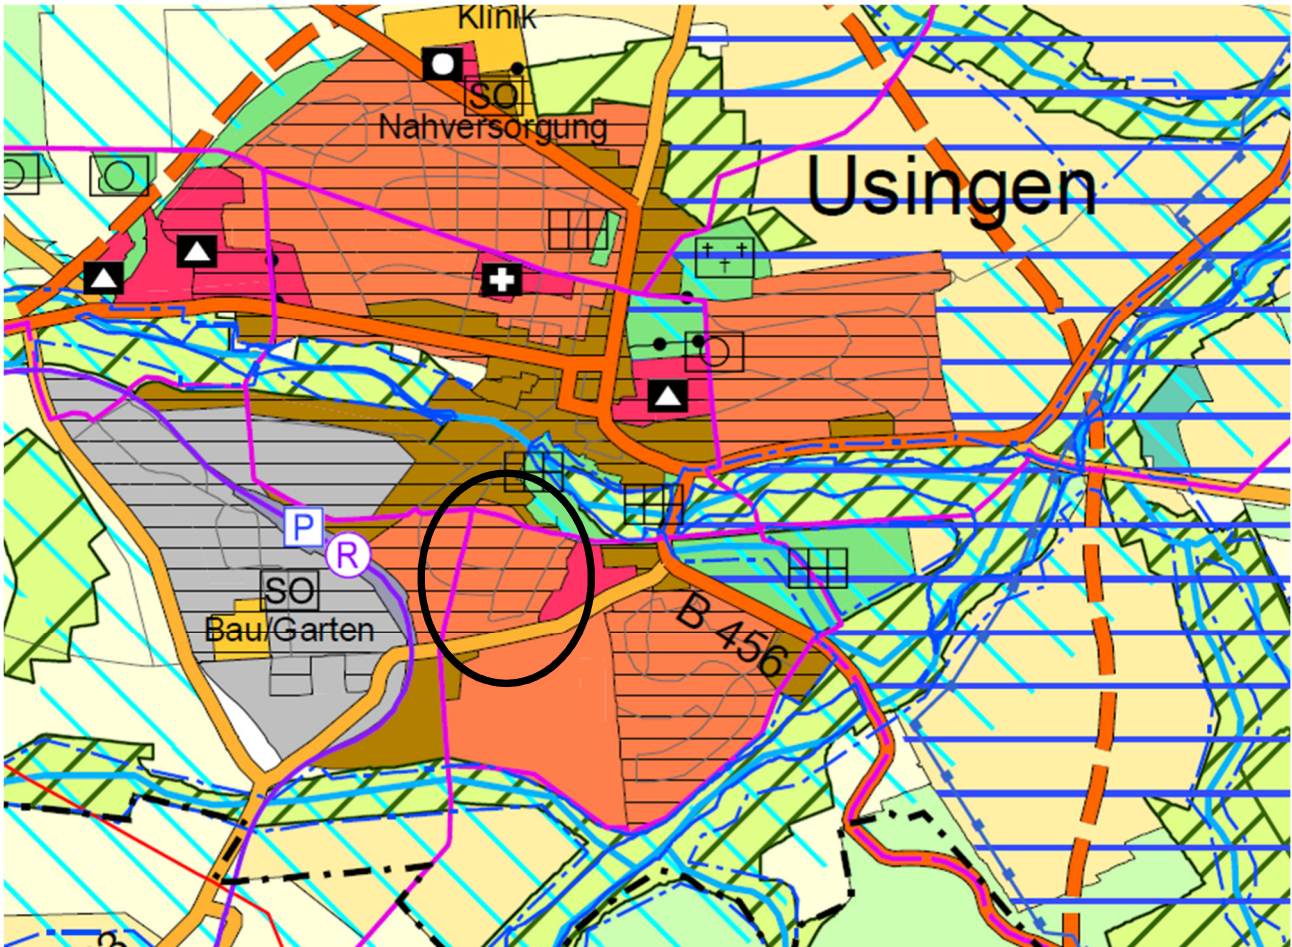 Klinik
SO
Nahversorgung
Usingen
P
R
SO
Bau/Garten
B 456